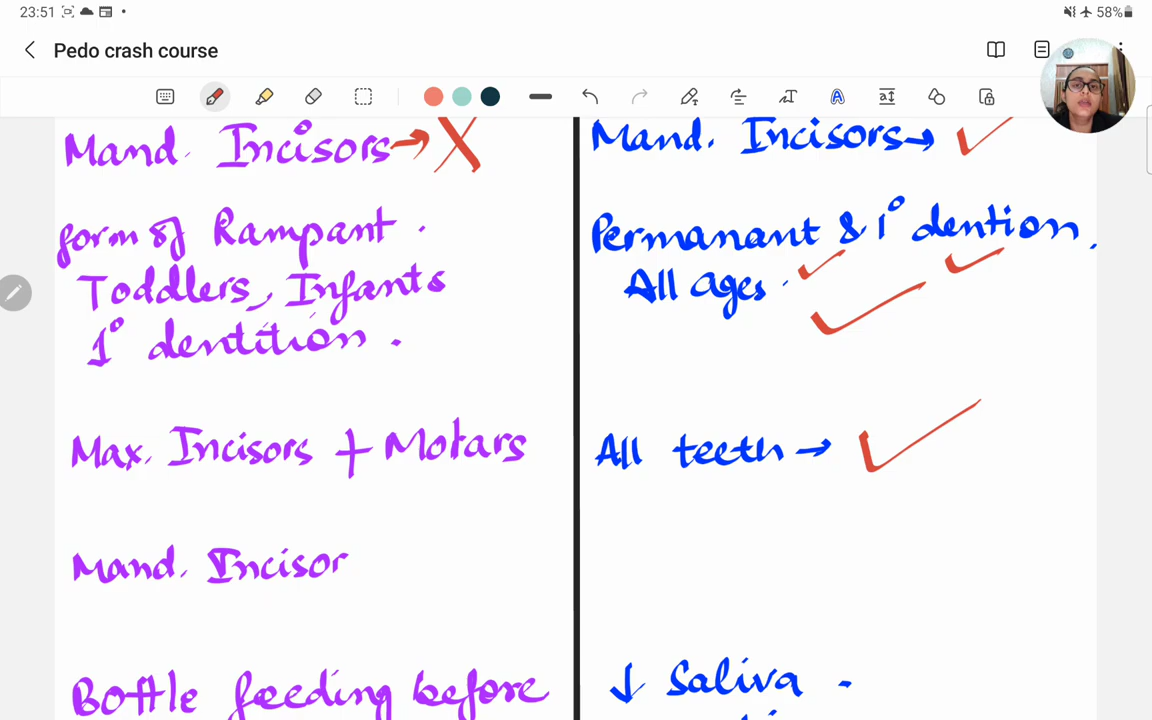 23:51
58%
Pedo crash course
Mand. Incisors→X
form of Rampant.
Toddlers, Infants
1° dentition.
Max. Incisors + Molars
Mand. Incisor
Bottle feeding before
Mand. Incisors→ ✓
Permanant & 1° dention.
All ages.
All teeth → ✓
↓ Saliva.